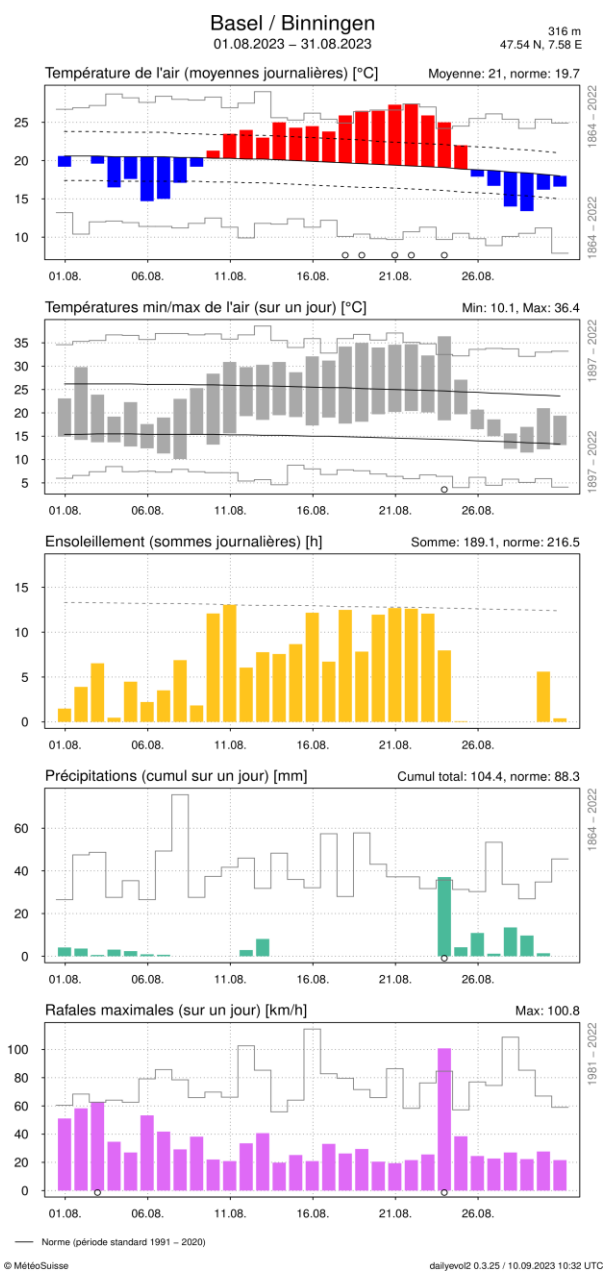 Basel / Binningen
01.08.2023 – 31.08.2023
316 m
47.54 N, 7.58 E
Température de l'air (moyennes journalières) [°C]
Moyenne: 21, norme: 19.7
25
20
15
10
1864 – 2022
1864 – 2022
01.08. 06.08. 11.08. 16.08. 21.08. 26.08.
Températures min/max de l'air (sur un jour) [°C]
Min: 10.1, Max: 36.4
35
30
25
20
15
10
5
1897 – 2022
1897 – 2022
01.08. 06.08. 11.08. 16.08. 21.08. 26.08.
Ensoleillement (sommes journalières) [h]
Somme: 189.1, norme: 216.5
15
10
5
0
01.08. 06.08. 11.08. 16.08. 21.08. 26.08.
Précipitations (cumul sur un jour) [mm]
Cumul total: 104.4, norme: 88.3
60
40
20
0
1864 – 2022
01.08. 06.08. 11.08. 16.08. 21.08. 26.08.
Rafales maximales (sur un jour) [km/h]
Max: 100.8
100
80
60
40
20
0
1981 – 2022
01.08. 06.08. 11.08. 16.08. 21.08. 26.08.
Norme (période standard 1991 – 2020)
© MétéoSuisse
dailyevol2 0.3.25 / 10.09.2023 10:32 UTC